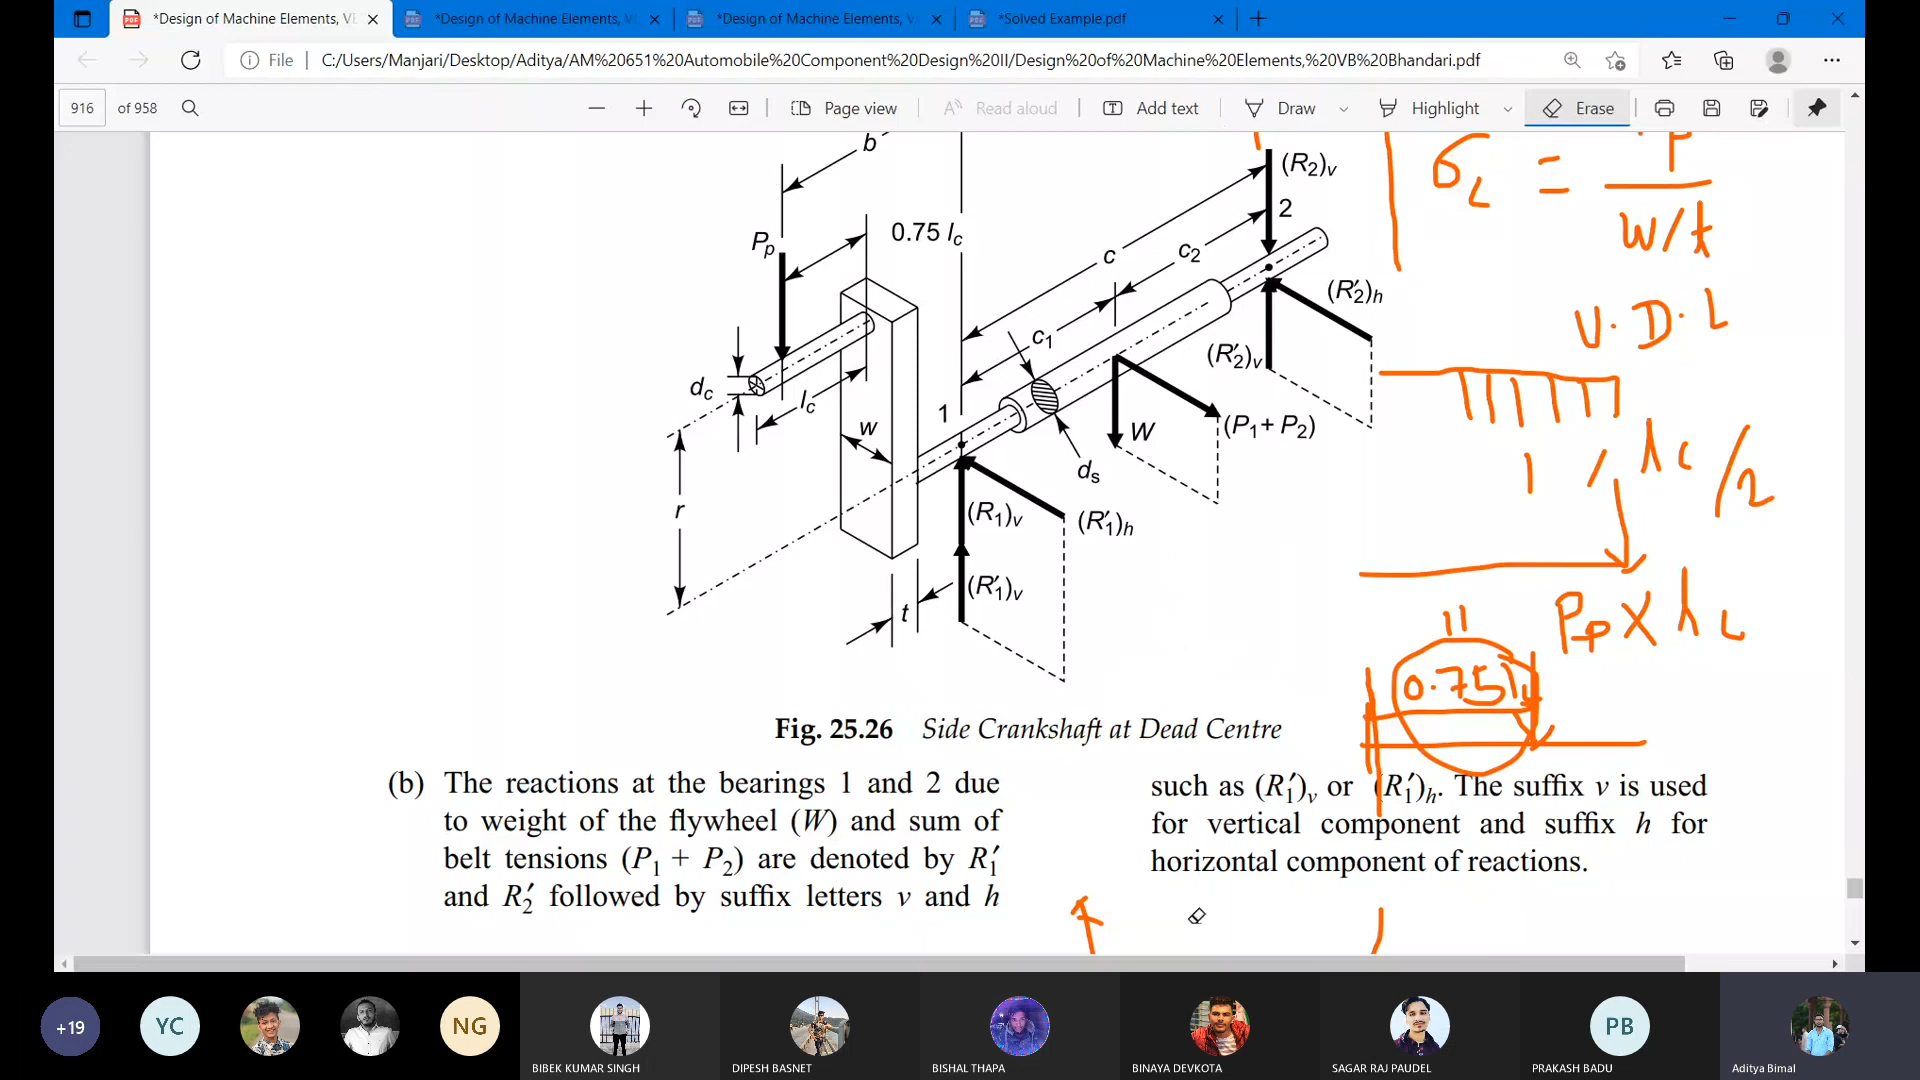 *Design of Machine Elements, VE
*Design of Machine Elements, V
*Design of Machine Elements, V
*Solved Example.pdf
File
C:/Users/Manjari/Desktop/Aditya/AM%20651%20Automobile%20Component%20Design%20II/Design%20of%20Machine%20Elements,%20VB%20Bhandari.pdf
916 of 958
Page view
Read aloud
Add text
Draw
Highlight
Erase
b
(R2)v
2
0.75 lc
Pp
c
c2
(R′2)h
c1
(R′2)v
dc
lc
1
w
W
(P1 + P2)
ds
r
(R1)v
(R′1)h
(R′1)v
t
σL = P
W/t
U.D.L
/2
Pp X
0.75
Fig. 25.26 Side Crankshaft at Dead Centre
(b) The reactions at the bearings 1 and 2 due
to weight of the flywheel (W) and sum of
belt tensions (P1 + P2) are denoted by R′1
and R′2 followed by suffix letters v and h
such as (R′1)v or (R′1)h. The suffix v is used
for vertical component and suffix h for
horizontal component of reactions.
+19
YC
NG
PB
BIBEK KUMAR SINGH
DIPESH BASNET
BISHAL THAPA
BINAYA DEVKOTA
SAGAR RAJ PAUDEL
PRAKASH BADU
Aditya Bimal